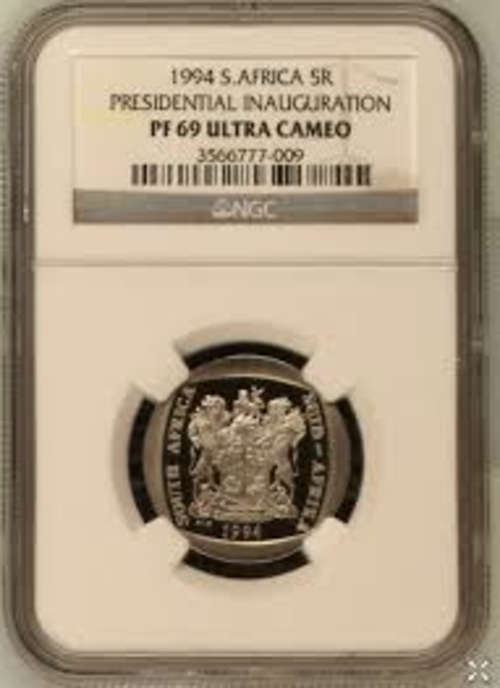 1994 S.AFRICA 5R
PRESIDENTIAL INAUGURATION
PF 69 ULTRA CAMEO
3566777-009
NGC
SOUTH AFRICA
SUID-AFRIKA
1994